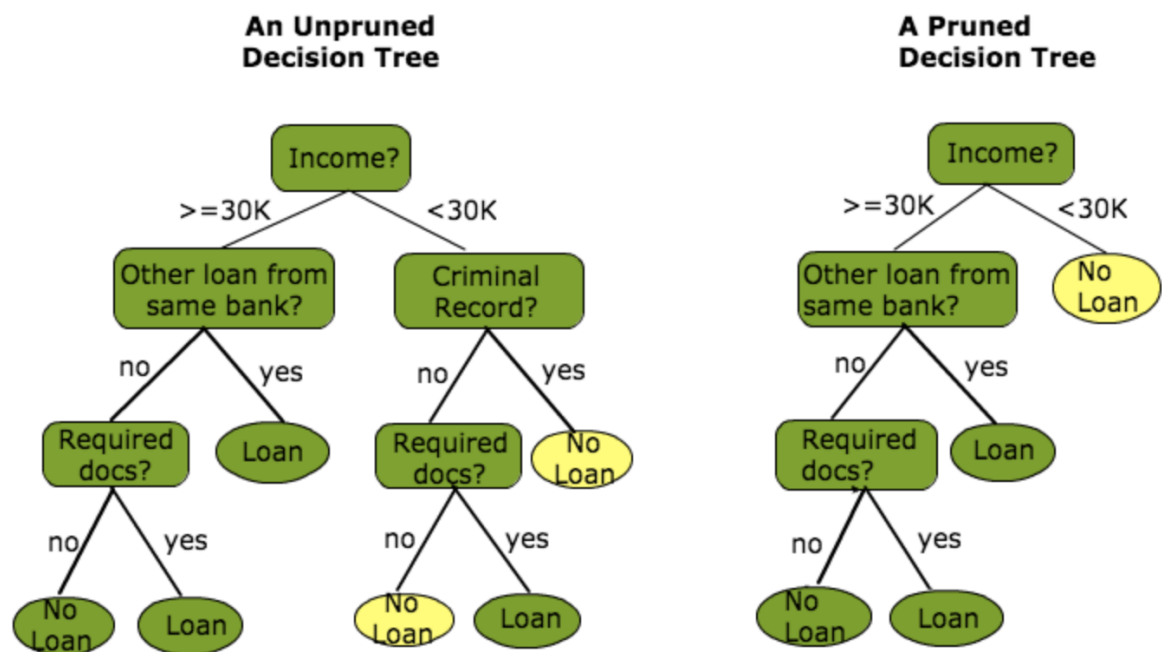 An Unpruned
Decision Tree
Income?
>=30K
<30K
Other loan from
same bank?
Criminal
Record?
no
yes
no
yes
Required
docs?
Loan
Required
docs?
No
Loan
no
yes
no
yes
No
Loan
Loan
No
Loan
Loan
A Pruned
Decision Tree
Income?
>=30K
<30K
Other loan from
same bank?
No
Loan
no
yes
Required
docs?
Loan
no
yes
No
Loan
Loan